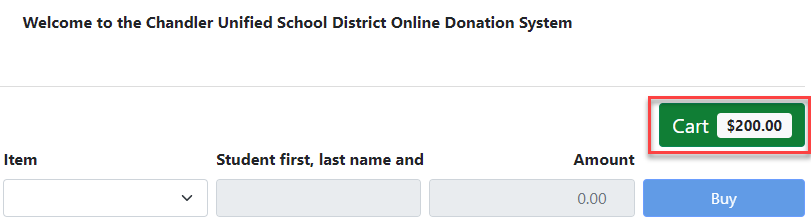 Welcome to the Chandler Unified School District Online Donation System
Cart $200.00
Item Student first, last name and Amount
0.00 Buy